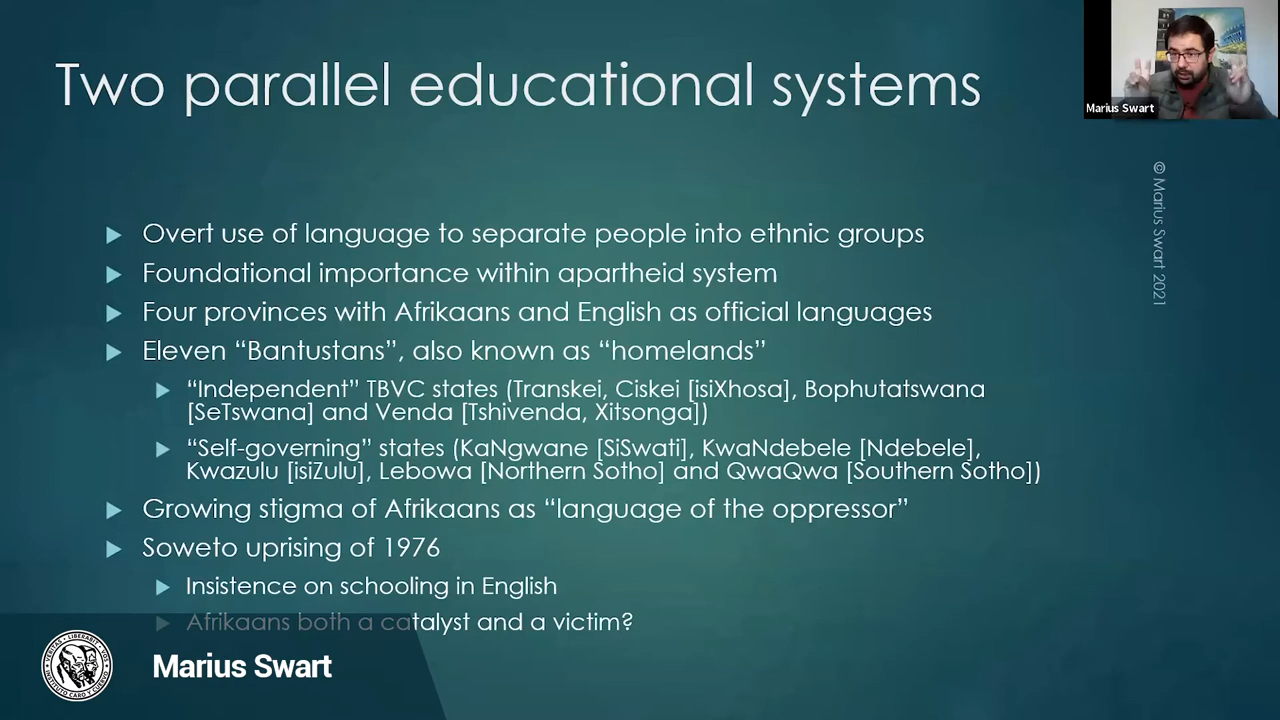 Two parallel educational systems
Marius Swart
© Marius Swart 2021
Overt use of language to separate people into ethnic groups
Foundational importance within apartheid system
Four provinces with Afrikaans and English as official languages
Eleven “Bantustans”, also known as “homelands”
“Independent” TBVC states (Transkei, Ciskei [isiXhosa], Bophutatswana
[SeTswana] and Venda [Tshivenda, Xitsonga])
“Self-governing” states (KaNgwane [SiSwati], KwaNdebele [Ndebele],
Kwazulu [isiZulu], Lebowa [Northern Sotho] and QwaQwa [Southern Sotho])
Growing stigma of Afrikaans as “language of the oppressor”
Soweto uprising of 1976
Insistence on schooling in English
Afrikaans both a catalyst and a victim?
Marius Swart